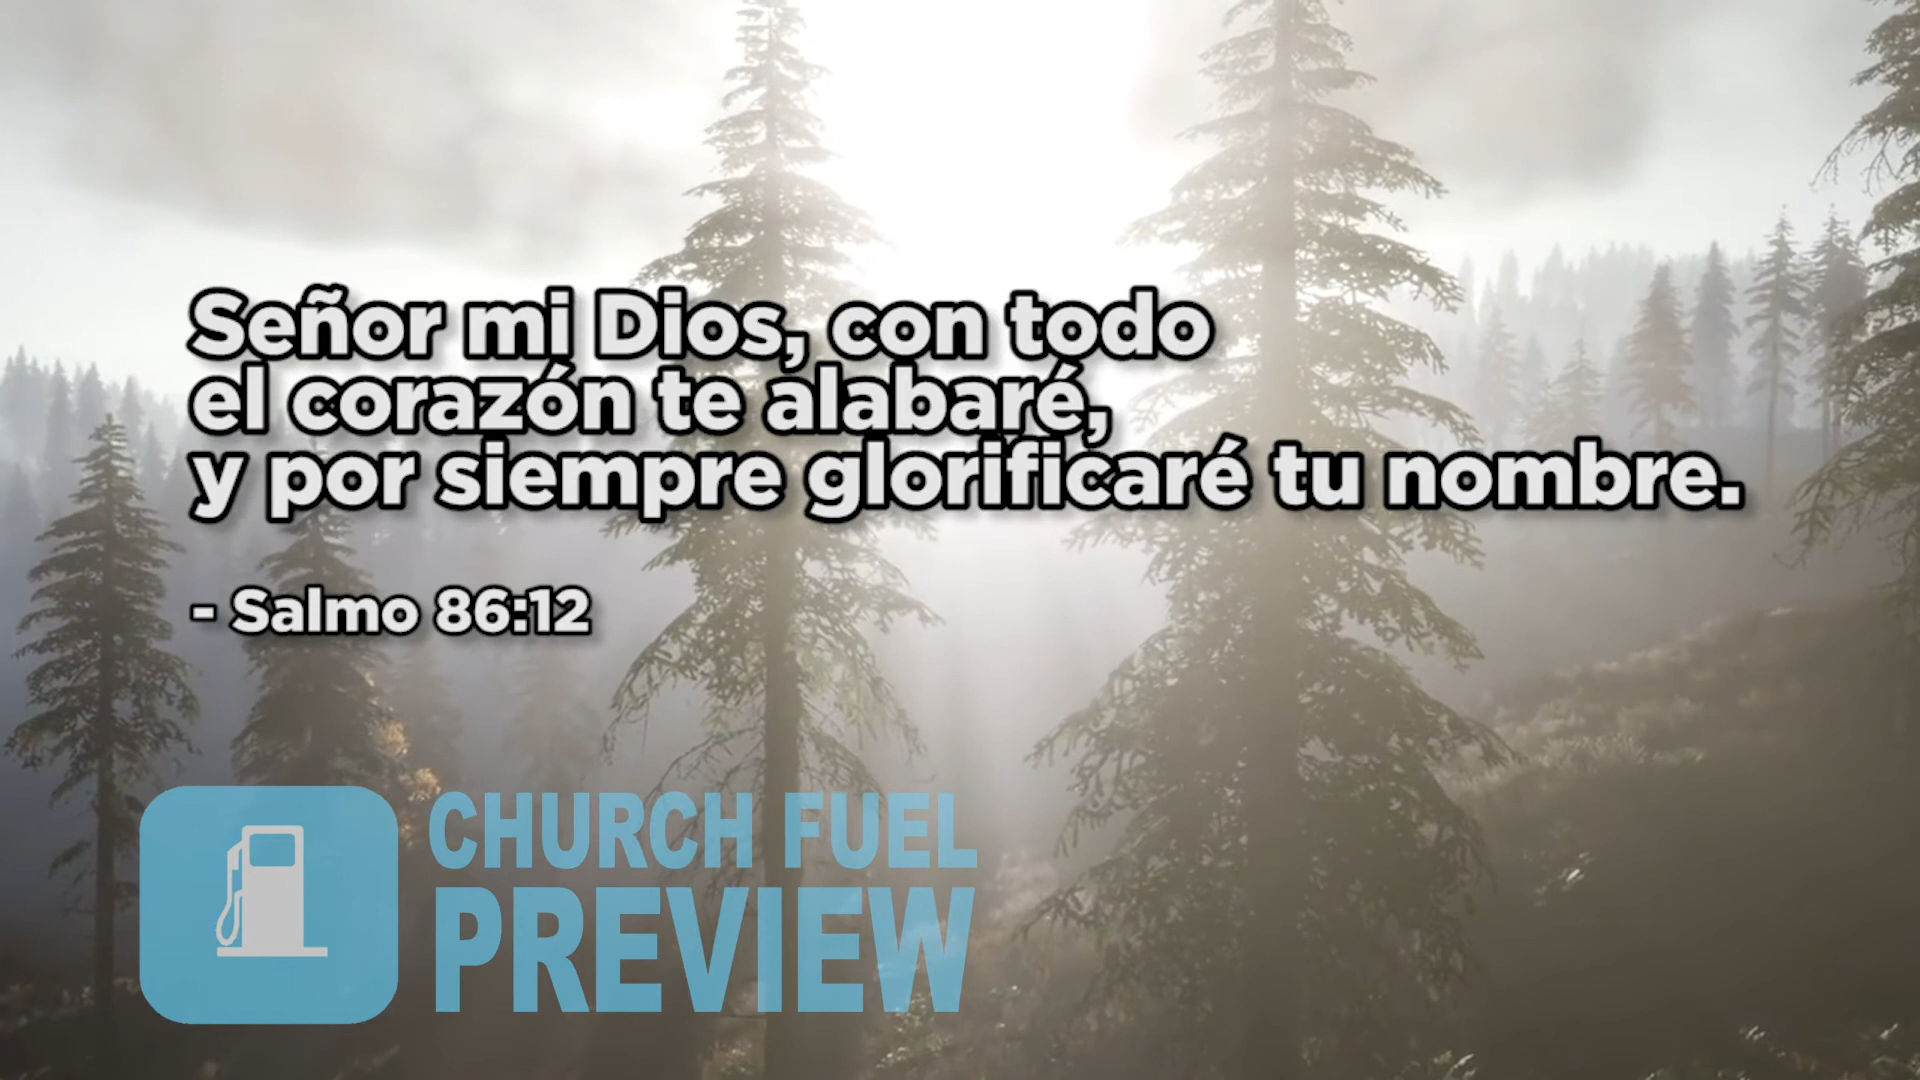 Señor mi Dios, con todo
el corazón te alabaré,
y por siempre glorificaré tu nombre.
- Salmo 86:12
CHURCH FUEL
PREVIEW